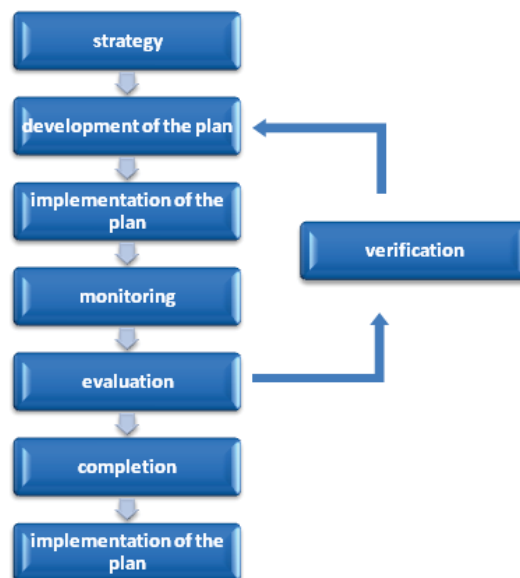 strategy
development of the plan
implementation of the
plan
monitoring
verification
evaluation
completion
implementation of the
plan